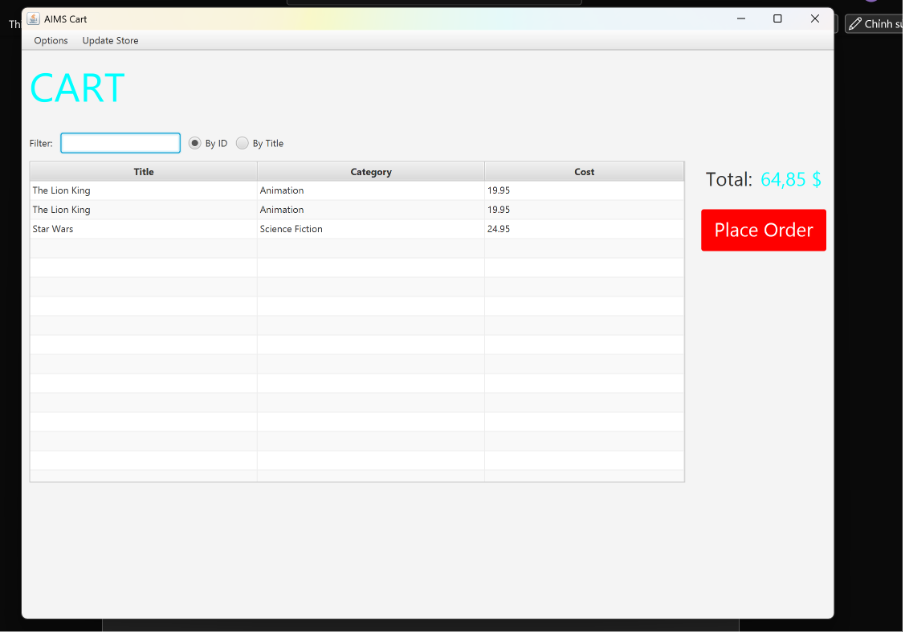 AIMS Cart
Th
Chỉnh sử
Options Update Store
CART
Filter: By ID By Title
Title Category Cost
The Lion King Animation 19.95
The Lion King Animation 19.95
Star Wars Science Fiction 24.95
Total: 64,85 $
Place Order